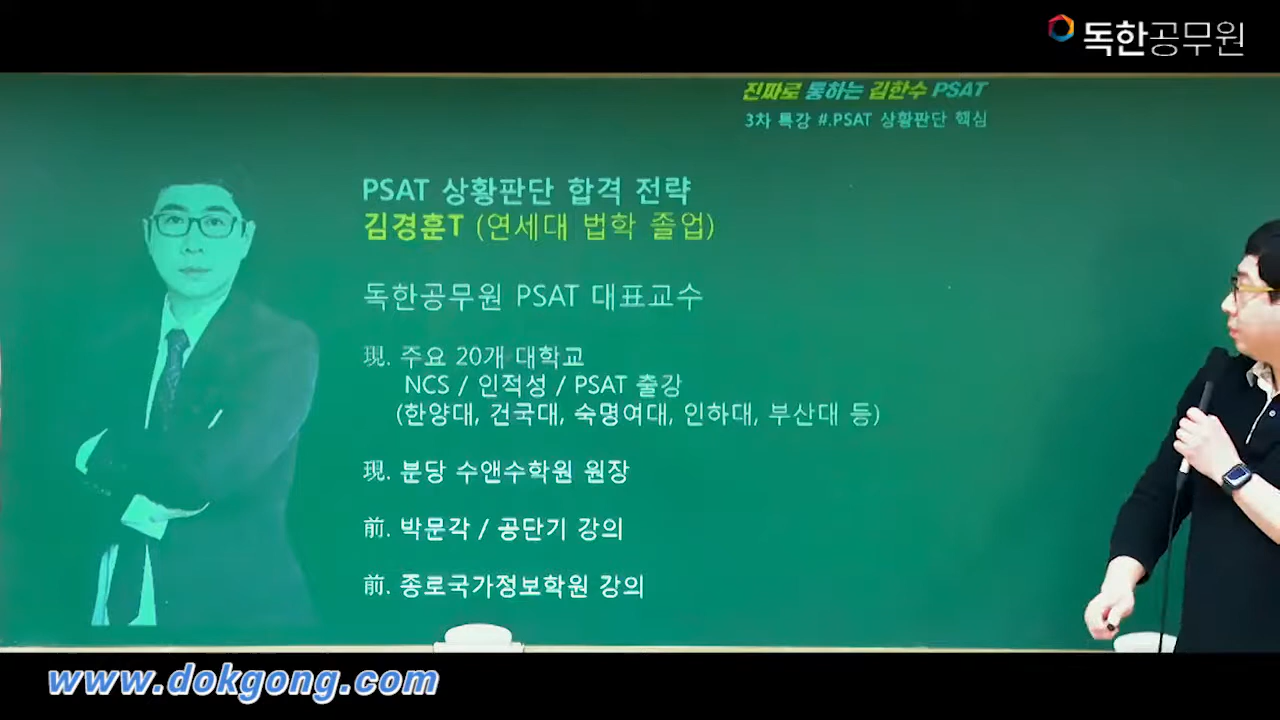 독한공무원
진짜로 통하는 김한수 PSAT
3차 특강 #.PSAT 상황판단 핵심
PSAT 상황판단 합격 전략
김경훈T (연세대 법학 졸업)
독한공무원 PSAT 대표교수
現. 주요 20개 대학교
NCS / 인적성 / PSAT 출강
(한양대, 건국대, 숙명여대, 인하대, 부산대 등)
現. 분당 수앤수학원 원장
前. 박문각 / 공단기 강의
前. 종로국가정보학원 강의
www.dokgong.com